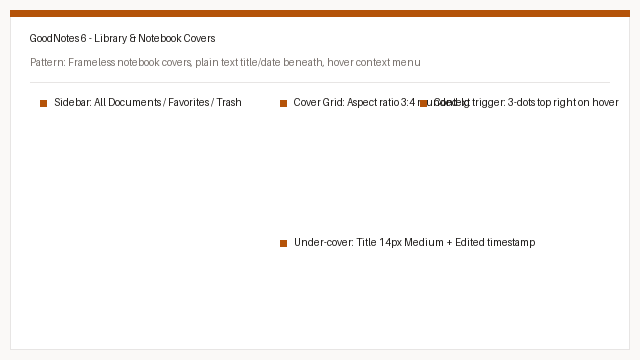 GoodNotes 6 - Library & Notebook Covers
Pattern: Frameless notebook covers, plain text title/date beneath, hover context menu
Sidebar: All Documents / Favorites / Trash
Cover Grid: Aspect ratio 3:4 rounded-lg
Context trigger: 3-dots top right on hover
Under-cover: Title 14px Medium + Edited timestamp